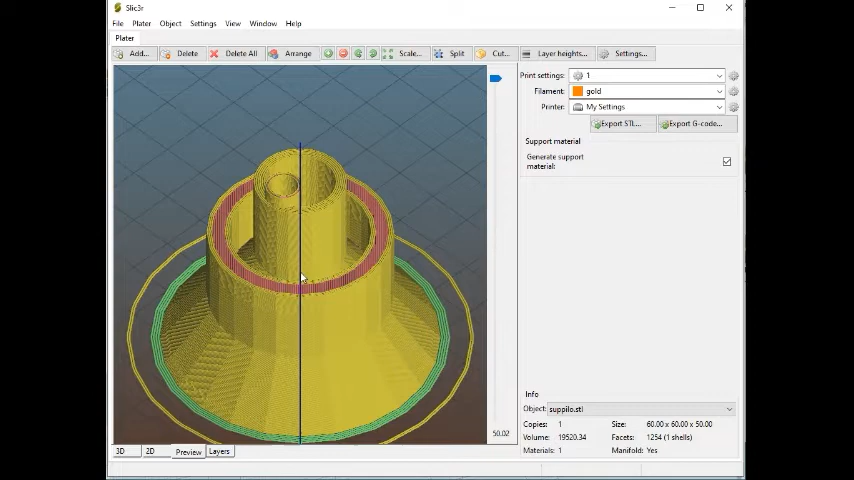 Slic3r
File Plater Object Settings View Window Help
Plater
Add... Delete Delete All Arrange Scale... Split Cut... Layer heights... Settings...
Print settings: 1
Filament: gold
Printer: My Settings
Export STL... Export G-code...
Support material
Generate support
material:
Info
Object: suppilo.stl
Copies: 1 Size: 60.00 x 60.00 x 50.00
Volume: 19520.34 Facets: 1254 (1 shells)
Materials: 1 Manifold: Yes
50.02
3D 2D Preview Layers